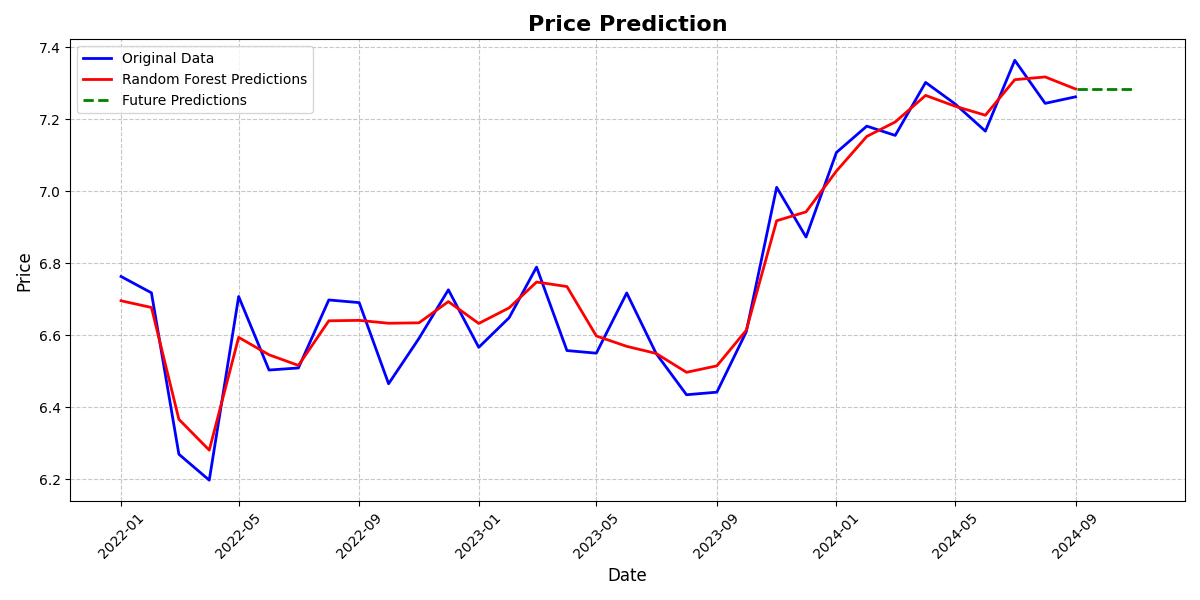 Price Prediction
Original Data
Random Forest Predictions
Future Predictions
Price
7.4
7.2
7.0
6.8
6.6
6.4
6.2
2022-01
2022-05
2022-09
2023-01
2023-05
2023-09
2024-01
2024-05
2024-09
Date